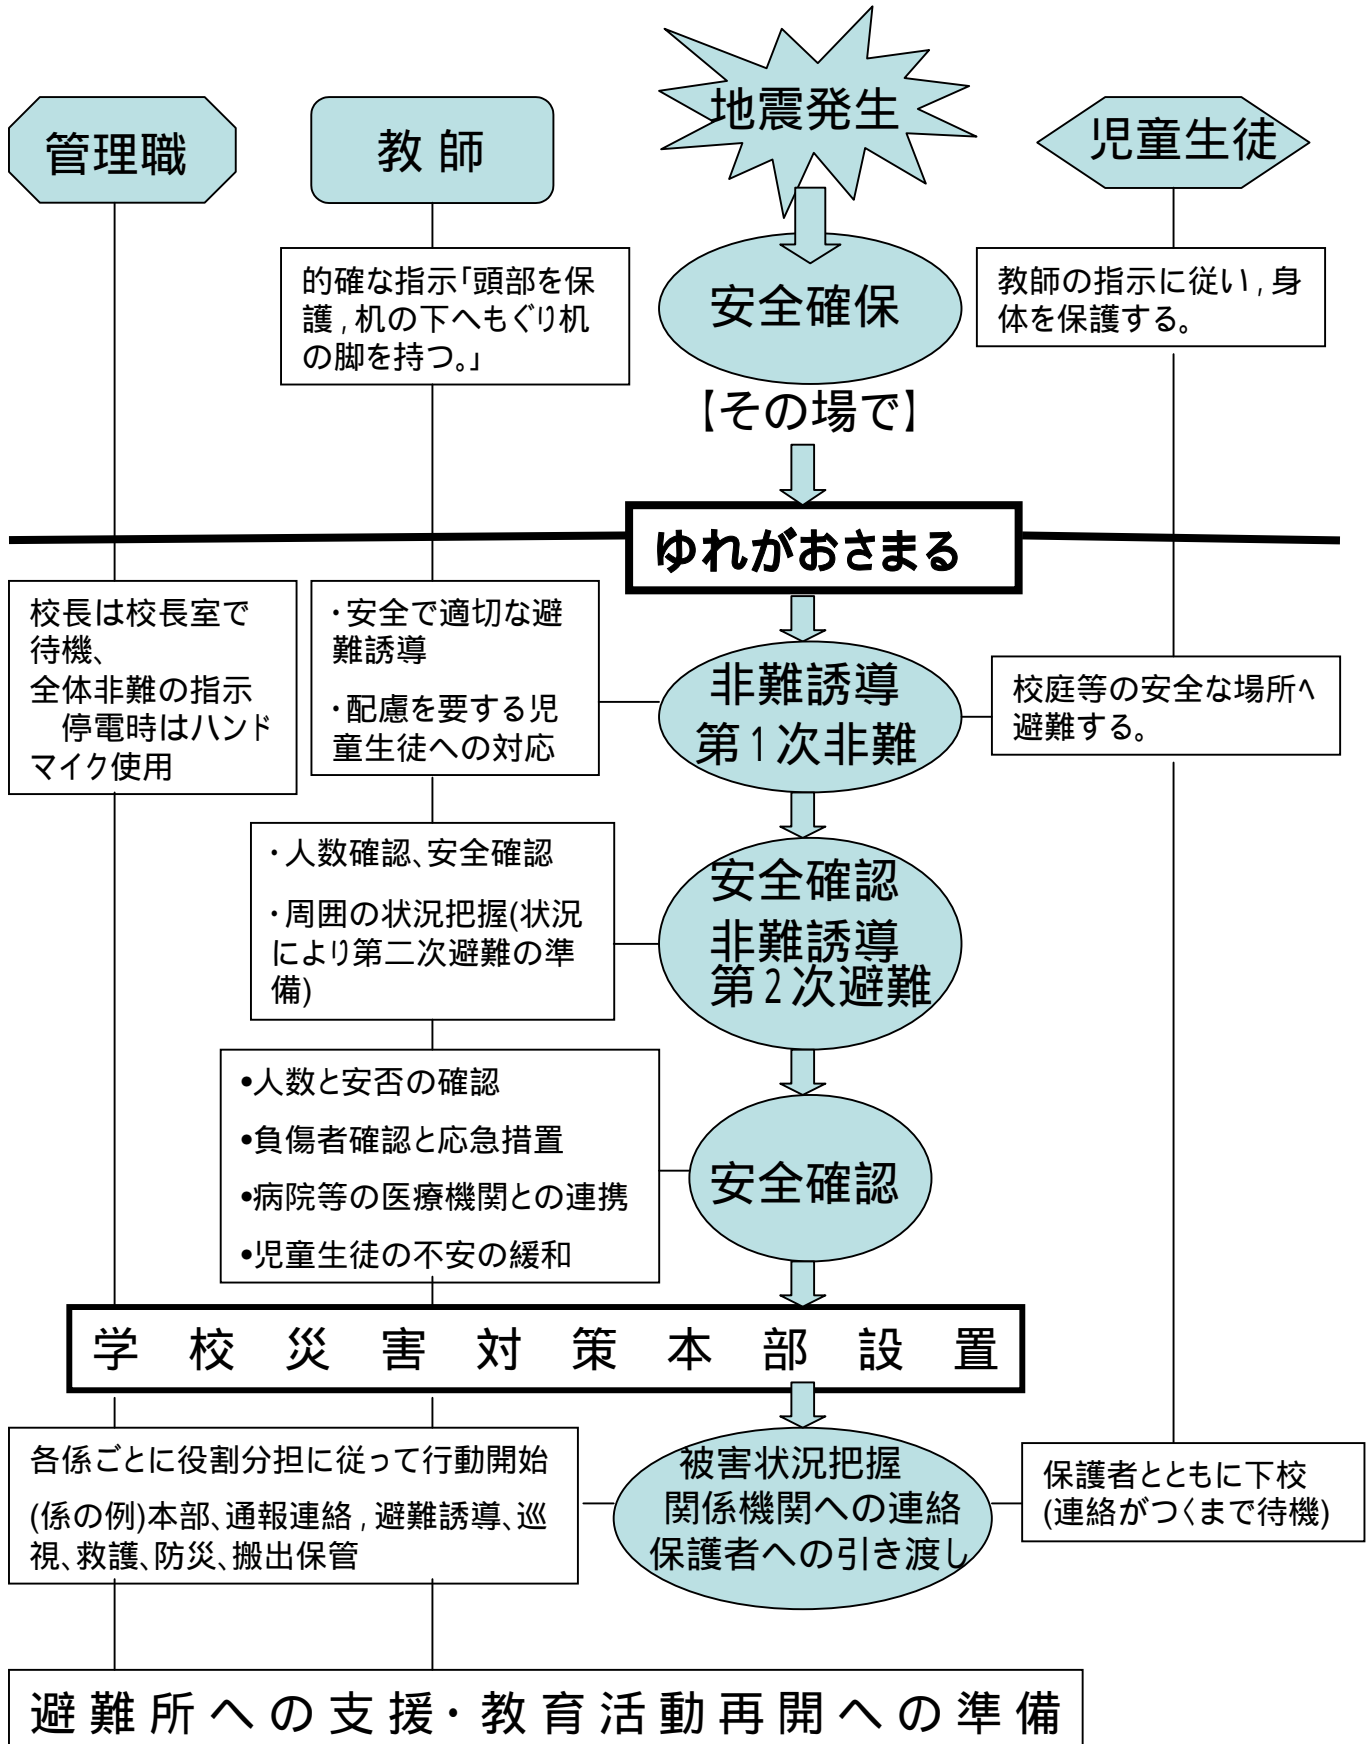 地震発生
管理職
教師
児童生徒
的確な指示「頭部を保
護，机の下へもぐり机
の脚を持つ。」
安全確保
教師の指示に従い，身
体を保護する。
【その場で】
ゆれがおさまる
校長は校長室で
待機、
全体非難の指示
停電時はハンド
マイク使用
・安全で適切な避
難誘導
・配慮を要する児
童生徒への対応
非難誘導
第1次非難
校庭等の安全な場所へ
避難する。
・人数確認、安全確認
・周囲の状況把握(状況
により第二次避難の準
備)
安全確認
非難誘導
第2次避難
•人数と安否の確認
•負傷者確認と応急措置
•病院等の医療機関との連携
•児童生徒の不安の緩和
安全確認
学校災害対策本部設置
各係ごとに役割分担に従って行動開始
(係の例)本部、通報連絡，避難誘導、巡
視、救護、防災、搬出保管
被害状況把握
関係機関への連絡
保護者への引き渡し
保護者とともに下校
(連絡がつくまで待機)
避難所への支援・教育活動再開への準備